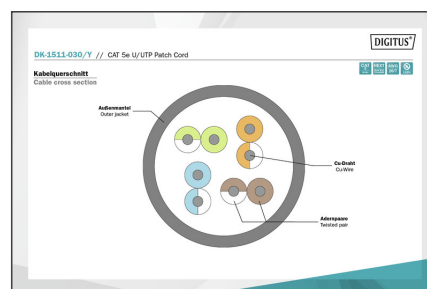 DIGITUS®
DK-1511-030/Y // CAT 5e U/UTP Patch Cord
Kabelquerschnitt
Cable cross section
Außenmantel
Outer jacket
Cu-Draht
Cu-Wire
Adernpaare
Twisted pair